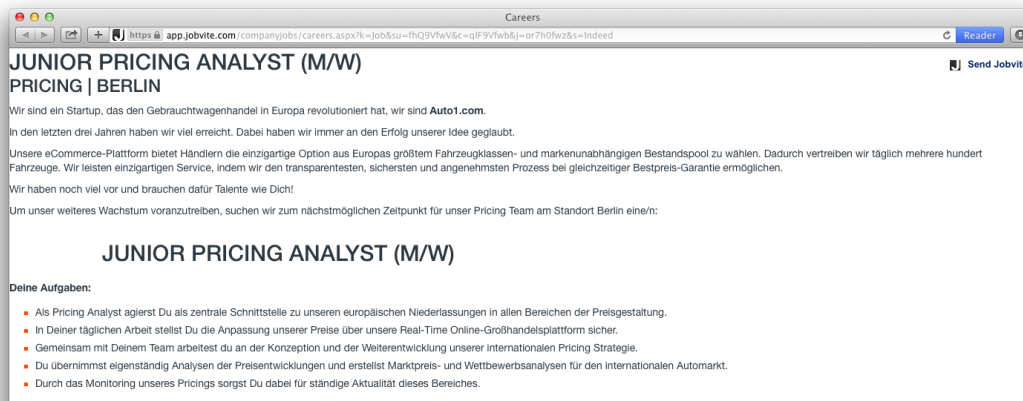 Careers
https app.jobvite.com/companyjobs/careers.aspx?k=Job&su=fhQ9VfwV&c=qlF9Vfwb&j=or7h0fwz&s=Indeed
Reader
JUNIOR PRICING ANALYST (M/W)
Send Jobvite
PRICING | BERLIN
Wir sind ein Startup, das den Gebrauchtwagenhandel in Europa revolutioniert hat, wir sind Auto1.com.
In den letzten drei Jahren haben wir viel erreicht. Dabei haben wir immer an den Erfolg unserer Idee geglaubt.
Unsere eCommerce-Plattform bietet Händlern die einzigartige Option aus Europas größtem Fahrzeugklassen- und markenunabhängigen Bestandspool zu wählen. Dadurch vertreiben wir täglich mehrere hundert
Fahrzeuge. Wir leisten einzigartigen Service, indem wir den transparentesten, sichersten und angenehmsten Prozess bei gleichzeitiger Bestpreis-Garantie ermöglichen.
Wir haben noch viel vor und brauchen dafür Talente wie Dich!
Um unser weiteres Wachstum voranzutreiben, suchen wir zum nächstmöglichen Zeitpunkt für unser Pricing Team am Standort Berlin eine/n:
JUNIOR PRICING ANALYST (M/W)
Deine Aufgaben:
Als Pricing Analyst agierst Du als zentrale Schnittstelle zu unseren europäischen Niederlassungen in allen Bereichen der Preisgestaltung.
In Deiner täglichen Arbeit stellst Du die Anpassung unserer Preise über unsere Real-Time Online-Großhandelsplattform sicher.
Gemeinsam mit Deinem Team arbeitest du an der Konzeption und der Weiterentwicklung unserer internationalen Pricing Strategie.
Du übernimmst eigenständig Analysen der Preisentwicklungen und erstellst Marktpreis- und Wettbewerbsanalysen für den internationalen Automarkt.
Durch das Monitoring unseres Pricings sorgst Du dabei für ständige Aktualität dieses Bereiches.